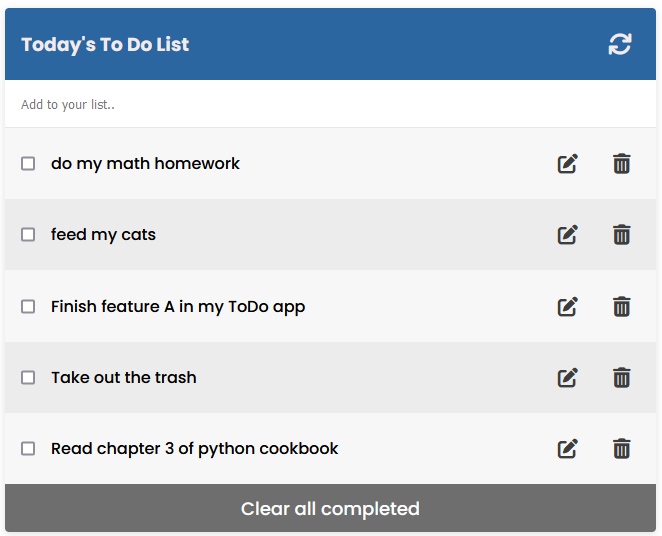 Today's To Do List
Add to your list..
do my math homework
feed my cats
Finish feature A in my ToDo app
Take out the trash
Read chapter 3 of python cookbook
Clear all completed